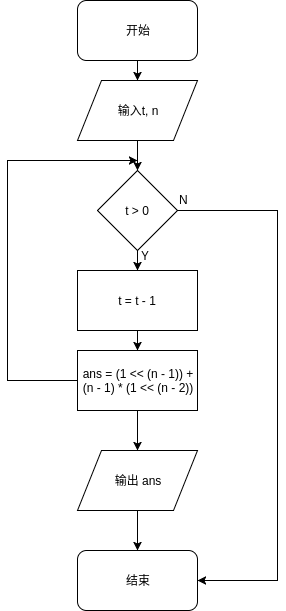 开始
输入t, n
t > 0
N
Y
t = t - 1
ans = (1 << (n - 1)) +
(n - 1) * (1 << (n - 2))
输出 ans
结束